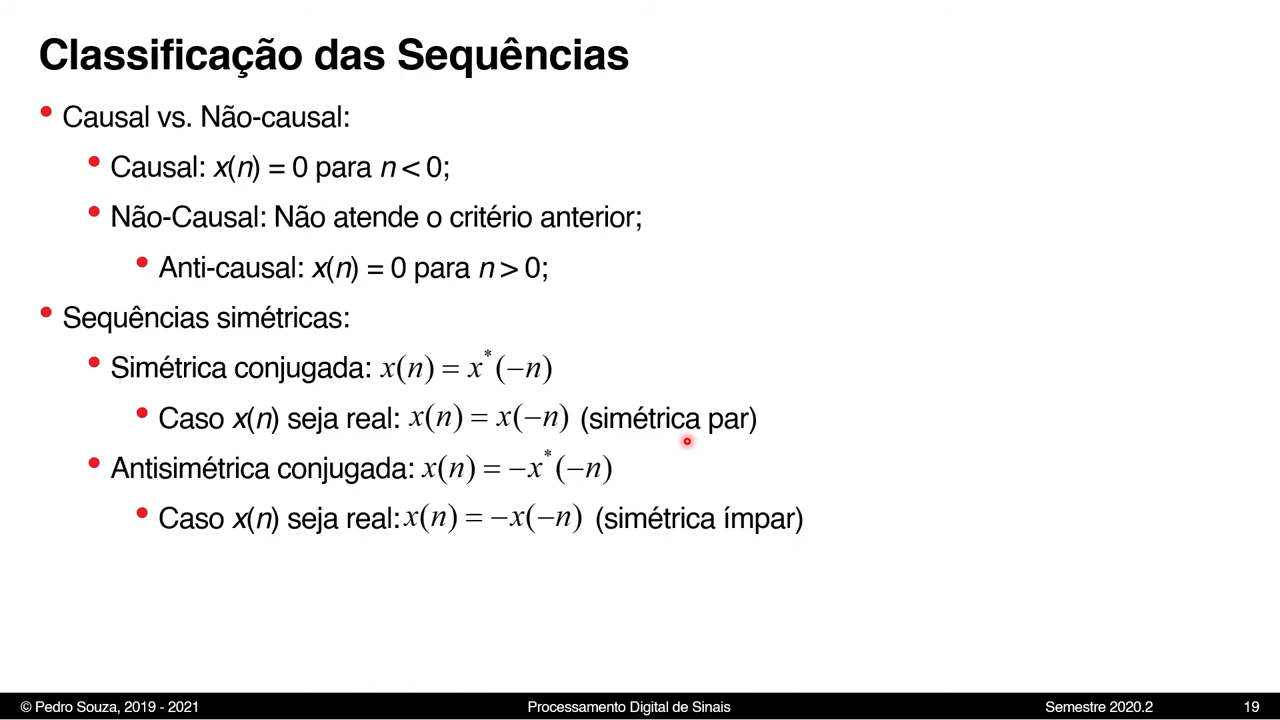 Classificação das Sequências
• Causal vs. Não-causal:
• Causal: x(n) = 0 para n < 0;
• Não-Causal: Não atende o critério anterior;
• Anti-causal: x(n) = 0 para n > 0;
• Sequências simétricas:
• Simétrica conjugada: x(n) = x*(−n)
• Caso x(n) seja real: x(n) = x(−n) (simétrica par)
• Antisimétrica conjugada: x(n) = −x*(−n)
• Caso x(n) seja real: x(n) = −x(−n) (simétrica ímpar)
© Pedro Souza, 2019 - 2021 Processamento Digital de Sinais Semestre 2020.2 19